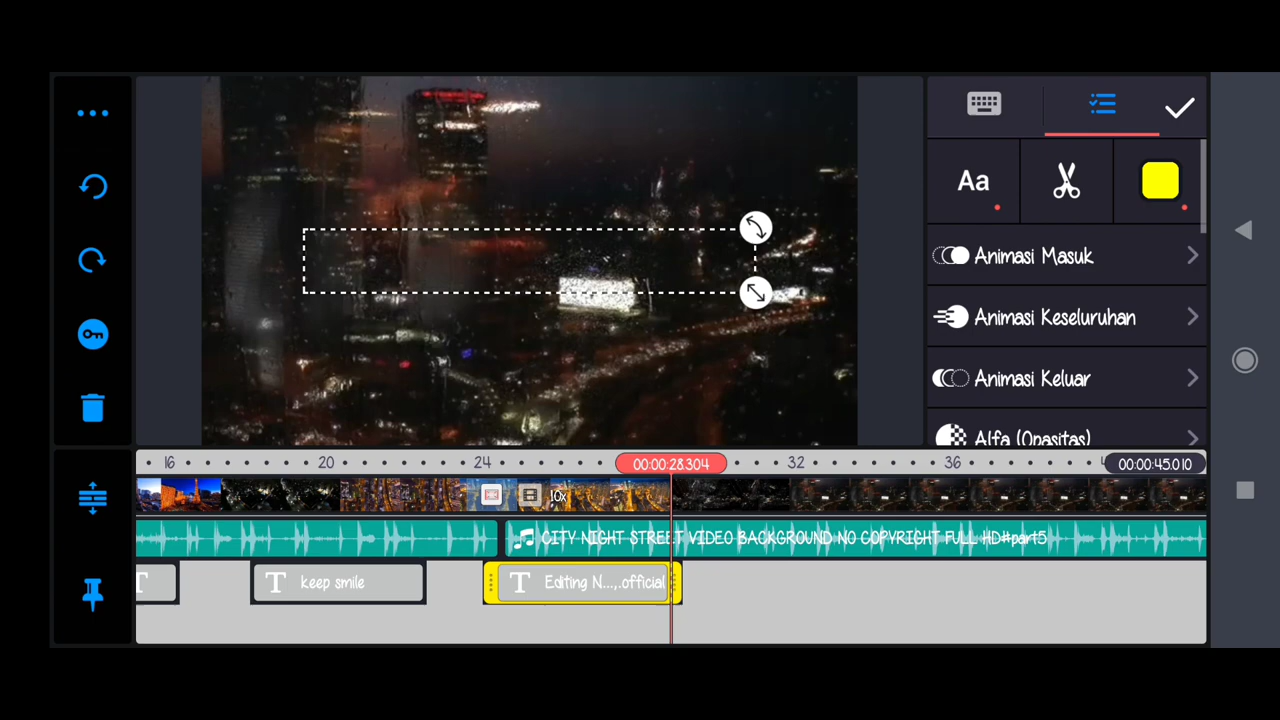 Aa
Animasi Masuk
Animasi Keseluruhan
Animasi Keluar
Alfa (Opasitas)
16 20 24 00:00:28.304 32 36 00:00:45.010
10x
CITY NIGHT STREET VIDEO BACKGROUND NO COPYRIGHT FULL HD#part5
T T keep smile T Editing N...,.official